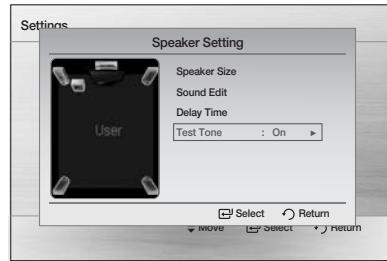 Settings
Speaker Setting
Speaker Size
Sound Edit
Delay Time
Test Tone : On ►
User
Select Return
Move Select Return